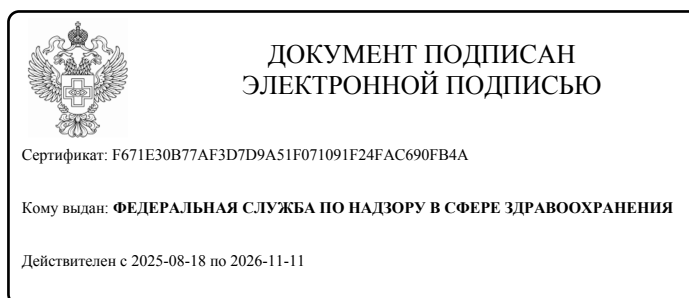 ДОКУМЕНТ ПОДПИСАН
ЭЛЕКТРОННОЙ ПОДПИСЬЮ
Сертификат: F671E30B77AF3D7D9A51F071091F24FAC690FB4A
Кому выдан: ФЕДЕРАЛЬНАЯ СЛУЖБА ПО НАДЗОРУ В СФЕРЕ ЗДРАВООХРАНЕНИЯ
Действителен с 2025-08-18 по 2026-11-11